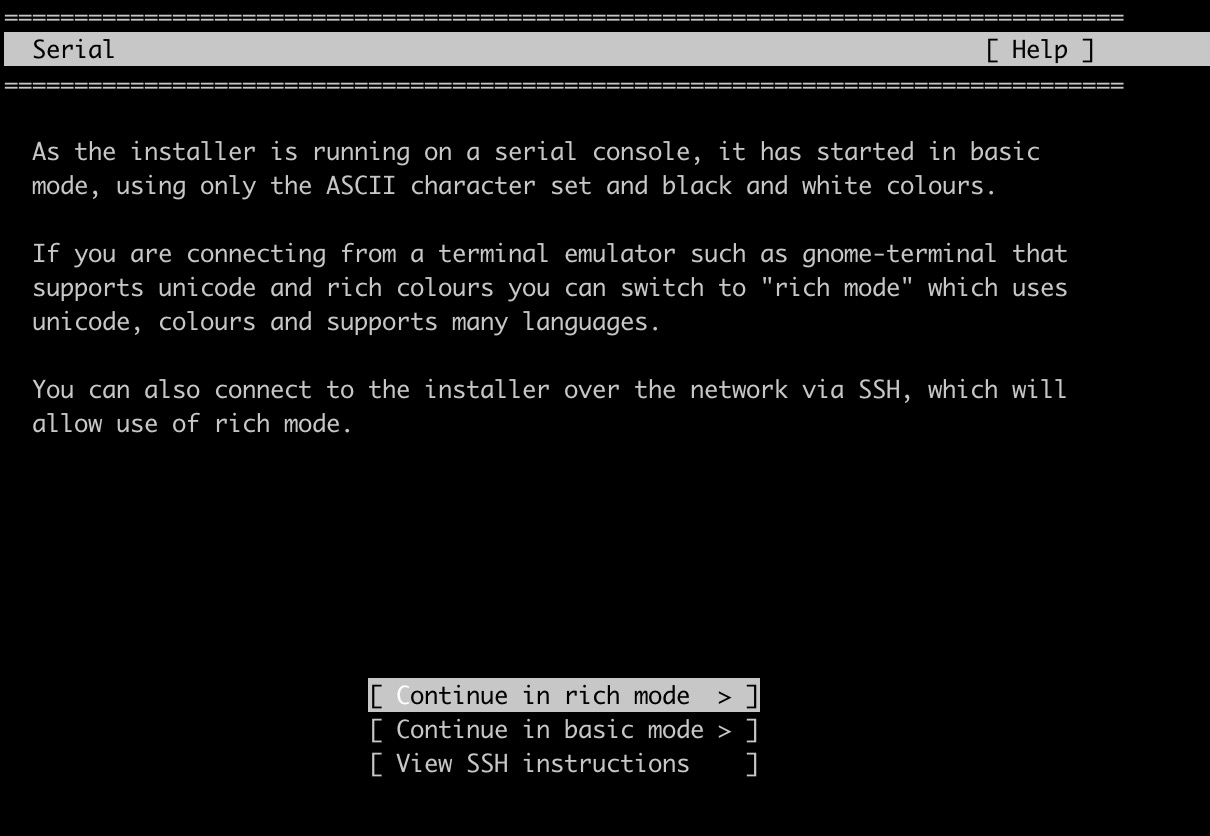 ================================================================================
Serial [ Help ]
================================================================================
As the installer is running on a serial console, it has started in basic
mode, using only the ASCII character set and black and white colours.
If you are connecting from a terminal emulator such as gnome-terminal that
supports unicode and rich colours you can switch to "rich mode" which uses
unicode, colours and supports many languages.
You can also connect to the installer over the network via SSH, which will
allow use of rich mode.
[ Continue in rich mode > ]
[ Continue in basic mode > ]
[ View SSH instructions ]